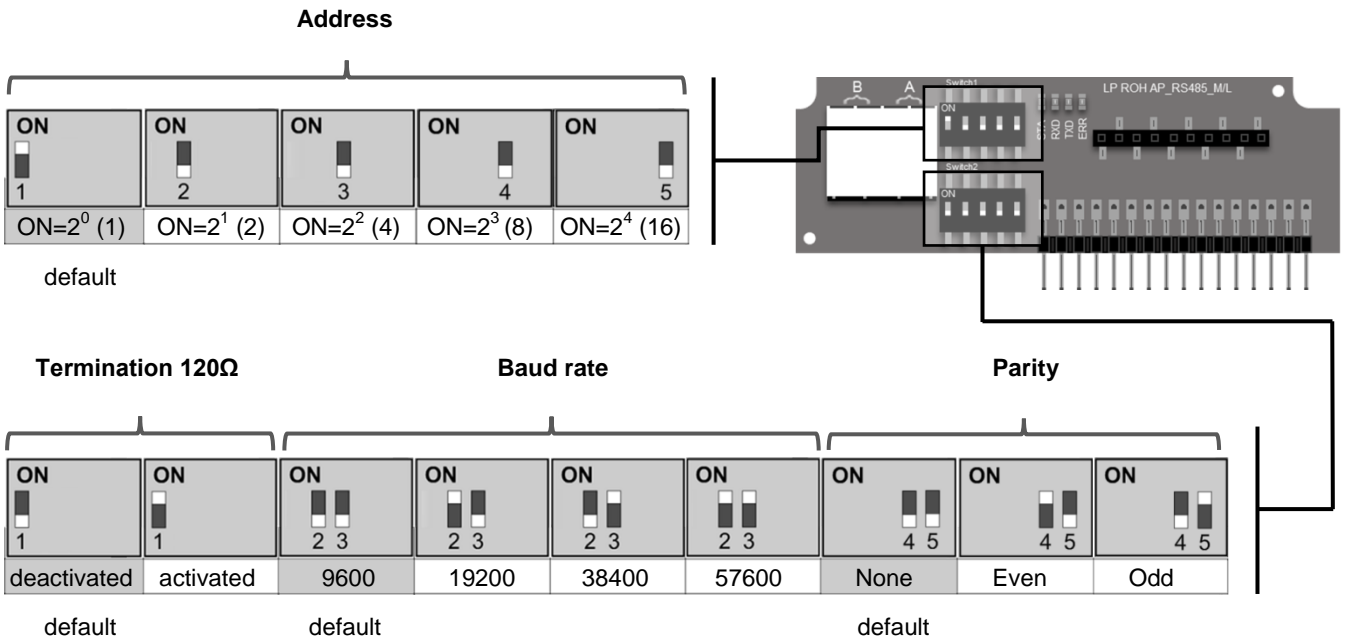 Address
ON ON ON ON ON
1 2 3 4 5
ON=2⁰ (1) ON=2¹ (2) ON=2² (4) ON=2³ (8) ON=2⁴ (16)
default
B A Switch1 LP ROH AP_RS485_M/L
ON
STA RXD TXD ERR
Switch2
ON
Termination 120Ω Baud rate Parity
ON ON ON ON ON ON ON ON ON
1 1 2 3 2 3 2 3 2 3 4 5 4 5 4 5
deactivated activated 9600 19200 38400 57600 None Even Odd
default default default